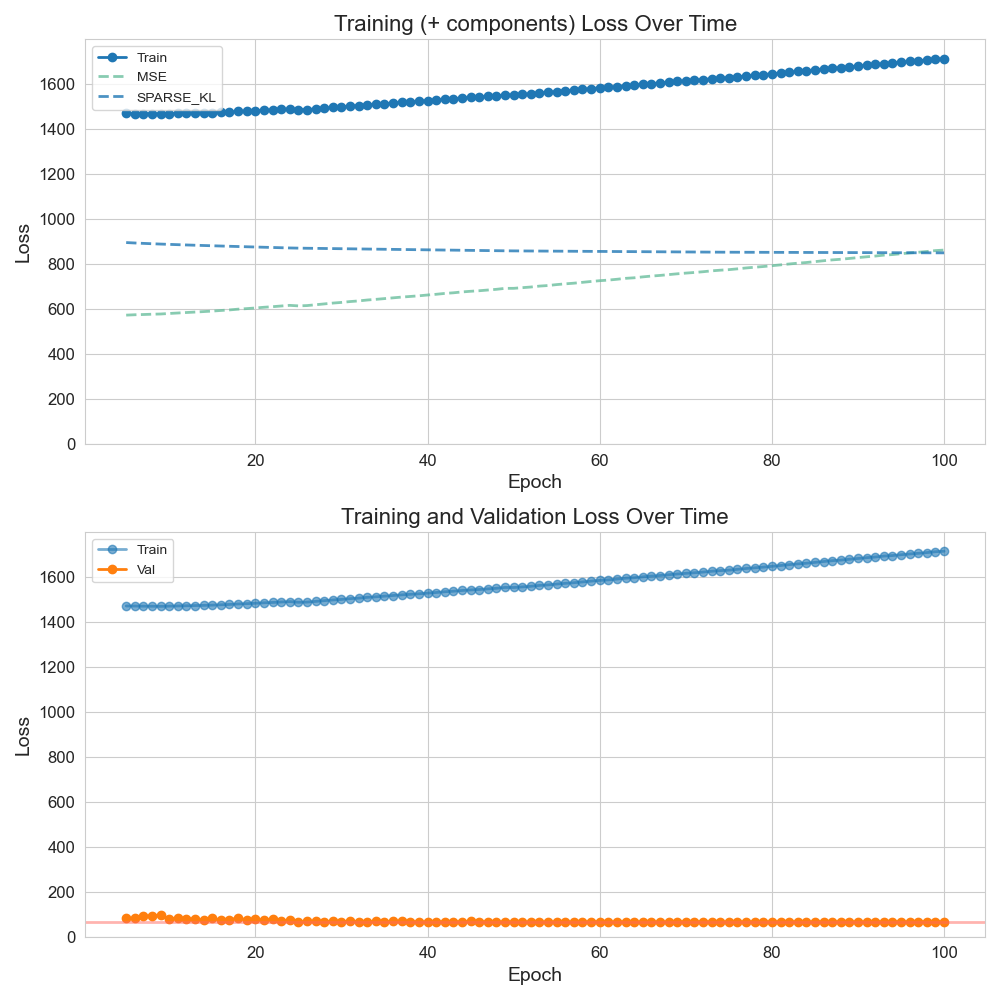 Training (+ components) Loss Over Time
Train
MSE
SPARSE_KL
1600
1400
1200
1000
800
600
400
200
0
Loss
20 40 60 80 100
Epoch
Training and Validation Loss Over Time
Train
Val
1600
1400
1200
1000
800
600
400
200
0
Loss
20 40 60 80 100
Epoch